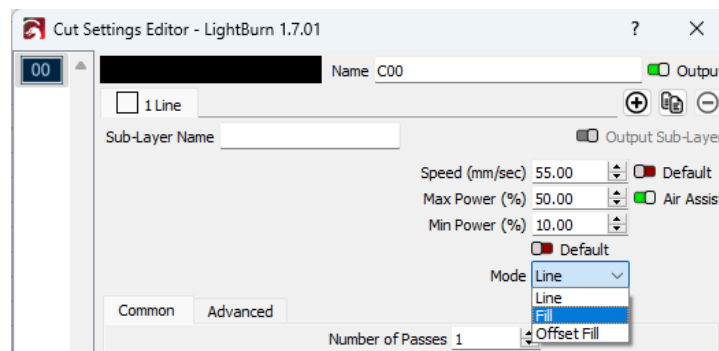 Cut Settings Editor - LightBurn 1.7.01 ?
00 Name C00 Output
1 Line
Sub-Layer Name Output Sub-Layer
Speed (mm/sec) 55.00 Default
Max Power (%) 50.00 Air Assis
Min Power (%) 10.00
Default
Mode Line
Line
Fill
Offset Fill
Common Advanced
Number of Passes 1